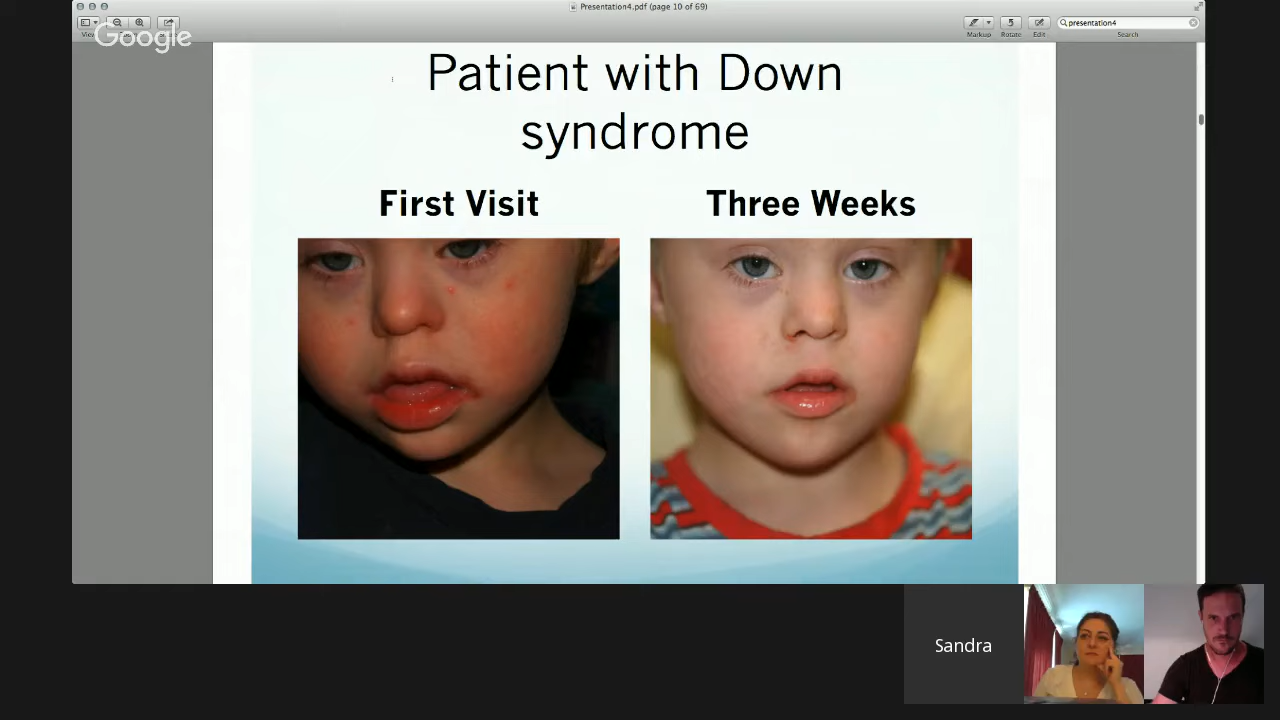 Presentation4.pdf (page 10 of 69)
Google
presentation4
Markup
Rotate
Edit
Search
Patient with Down
syndrome
First Visit
Three Weeks
Sandra